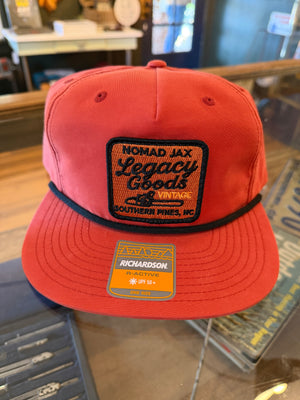 NOMAD JAX
Legacy
Goods
VINTAGE
SOUTHERN PINES, NC
RICHARDSON
R-ACTIVE
UPF 50+